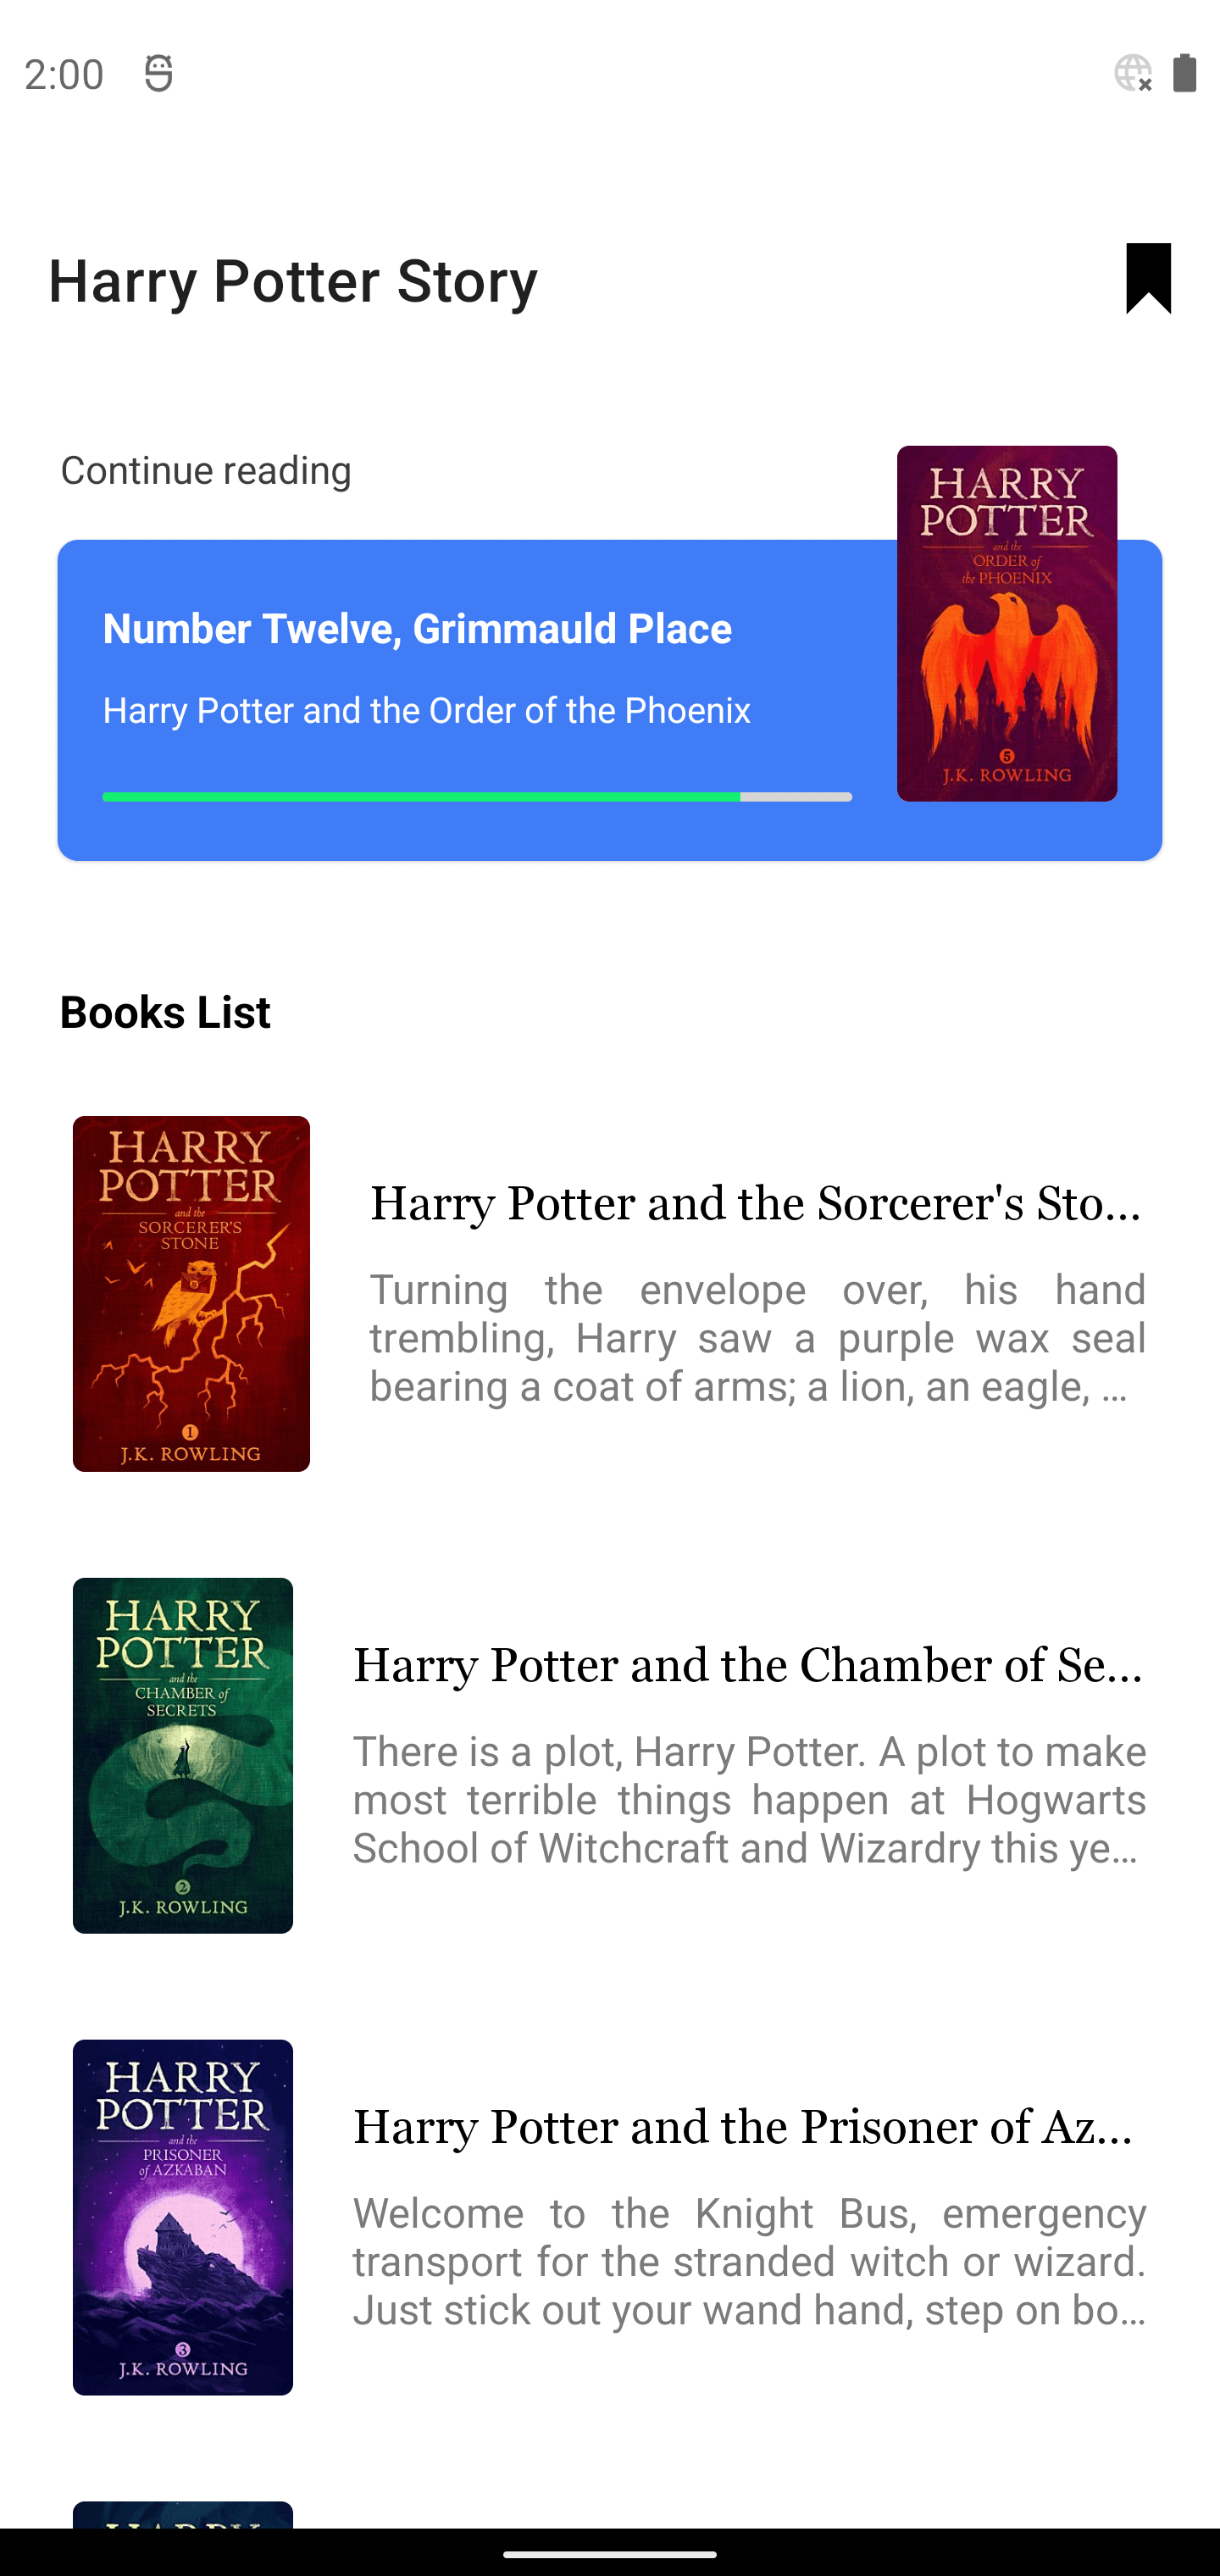 2:00
Harry Potter Story
Continue reading
Number Twelve, Grimmauld Place
Harry Potter and the Order of the Phoenix
HARRY
POTTER
and the
ORDER of
the PHOENIX
5
J.K. ROWLING
Books List
HARRY
POTTER
and the
SORCERER'S
STONE
1
J.K. ROWLING
Harry Potter and the Sorcerer's Sto...
Turning the envelope over, his hand
trembling, Harry saw a purple wax seal
bearing a coat of arms; a lion, an eagle, ...
HARRY
POTTER
and the
CHAMBER of
SECRETS
2
J.K. ROWLING
Harry Potter and the Chamber of Se...
There is a plot, Harry Potter. A plot to make
most terrible things happen at Hogwarts
School of Witchcraft and Wizardry this ye...
HARRY
POTTER
and the
PRISONER
of AZKABAN
3
J.K. ROWLING
Harry Potter and the Prisoner of Az...
Welcome to the Knight Bus, emergency
transport for the stranded witch or wizard.
Just stick out your wand hand, step on bo...
HARRY